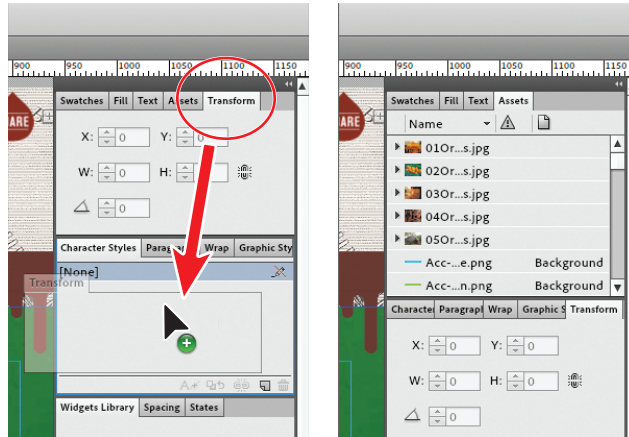 900 950 1000 1050 1100 1150
ARE
Swatches Fill Text Assets Transform
X: 0 Y: 0
W: 0 H: 0
0
Character Styles Wrap Graphic Sty
[None]
Transform
Widgets Library Spacing States
900 950 1000 1050 1100 1150
ARE
Swatches Fill Text Assets
Name
01Or...s.jpg
02Or...s.jpg
03Or...s.jpg
04Or...s.jpg
05Or...s.jpg
Acc-...e.png Background
Acc-...n.png Background
Characte Paragrapl Wrap Graphic S Transform
X: 0 Y: 0
W: 0 H: 0
0